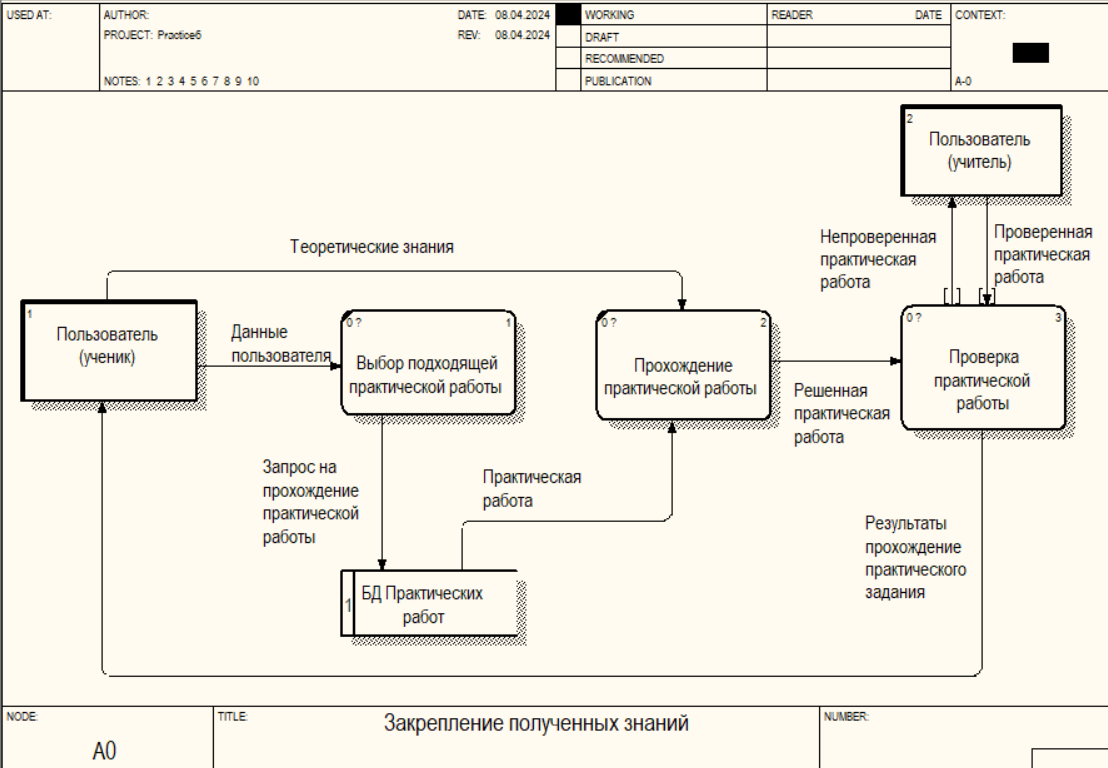 USED AT:
AUTHOR:
DATE: 08.04.2024
PROJECT: Practice6
REV: 08.04.2024
NOTES: 1 2 3 4 5 6 7 8 9 10
WORKING
DRAFT
RECOMMENDED
PUBLICATION
READER
DATE
CONTEXT:
A-0
2
Пользователь
(учитель)
Непроверенная
практическая
работа
Проверенная
практическая
работа
Теоретические знания
1
Пользователь
(ученик)
Данные
пользователя
0 ?
1
Выбор подходящей
практической работы
0 ?
2
Прохождение
практической работы
Решенная
практическая
работа
0 ?
3
Проверка
практической
работы
Запрос на
прохождение
практической
работы
Практическая
работа
1
БД Практических
работ
Результаты
прохождение
практического
задания
NODE:
A0
TITLE:
Закрепление полученных знаний
NUMBER: